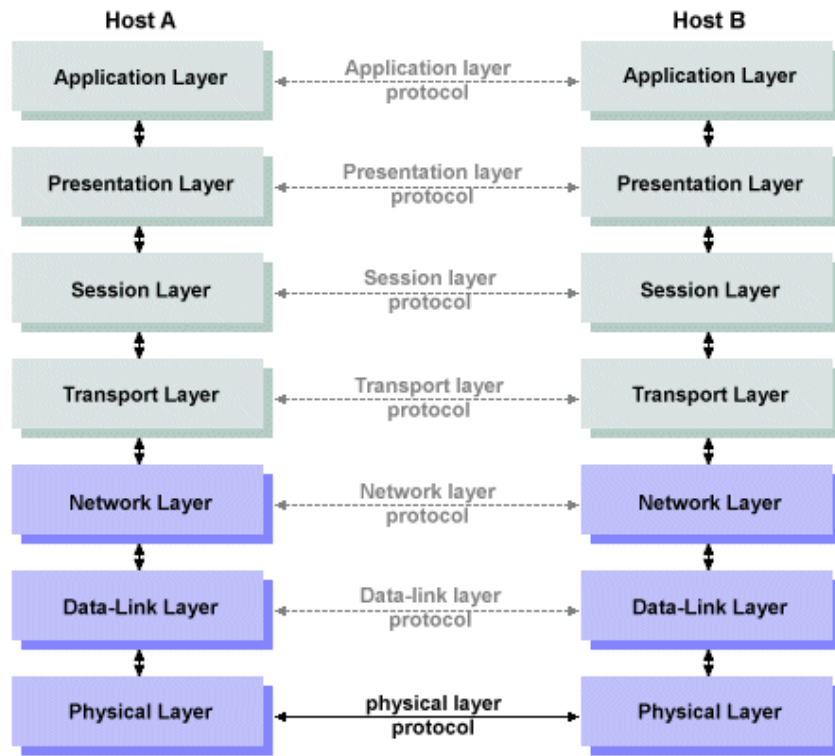 Host A
Host B
Application Layer
Application layer
protocol
Application Layer
Presentation Layer
Presentation layer
protocol
Presentation Layer
Session Layer
Session layer
protocol
Session Layer
Transport Layer
Transport layer
protocol
Transport Layer
Network Layer
Network layer
protocol
Network Layer
Data-Link Layer
Data-link layer
protocol
Data-Link Layer
Physical Layer
physical layer
protocol
Physical Layer